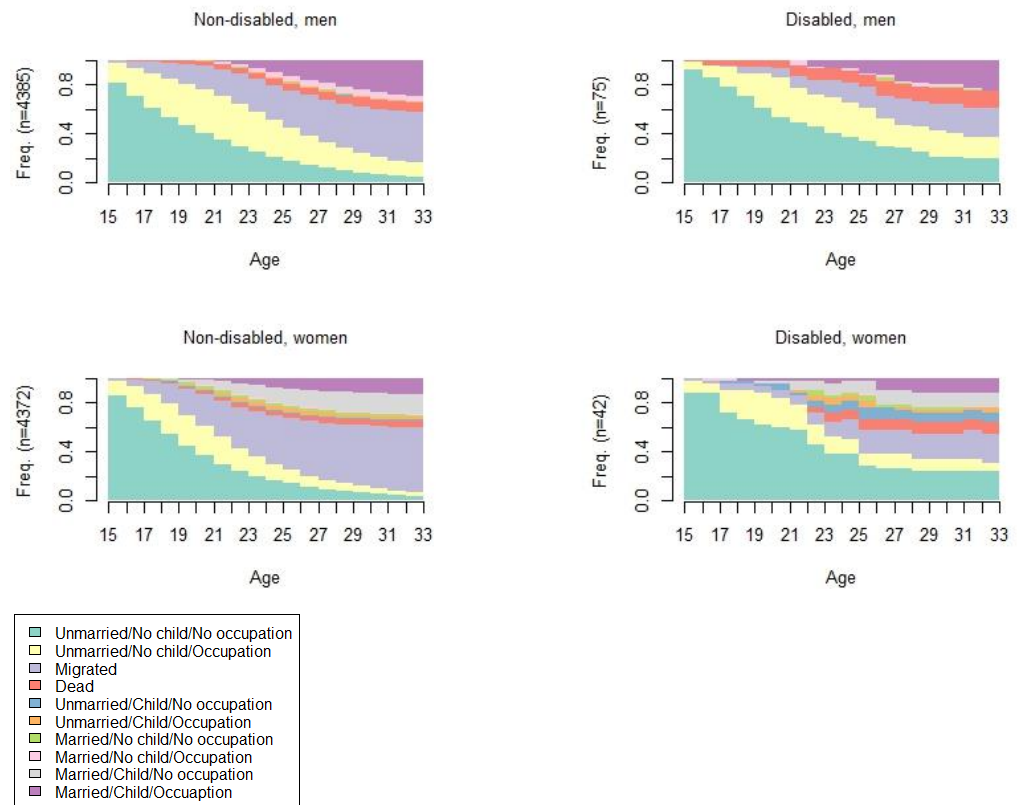 Non-disabled, men
Freq. (n=4385)
0.0 0.4 0.8
15 17 19 21 23 25 27 29 31 33
Age
Disabled, men
Freq. (n=75)
0.0 0.4 0.8
15 17 19 21 23 25 27 29 31 33
Age
Non-disabled, women
Freq. (n=4372)
0.0 0.4 0.8
15 17 19 21 23 25 27 29 31 33
Age
Disabled, women
Freq. (n=42)
0.0 0.4 0.8
15 17 19 21 23 25 27 29 31 33
Age
Unmarried/No child/No occupation
Unmarried/No child/Occupation
Migrated
Dead
Unmarried/Child/No occupation
Unmarried/Child/Occupation
Married/No child/No occupation
Married/No child/Occupation
Married/Child/No occupation
Married/Child/Occuaption